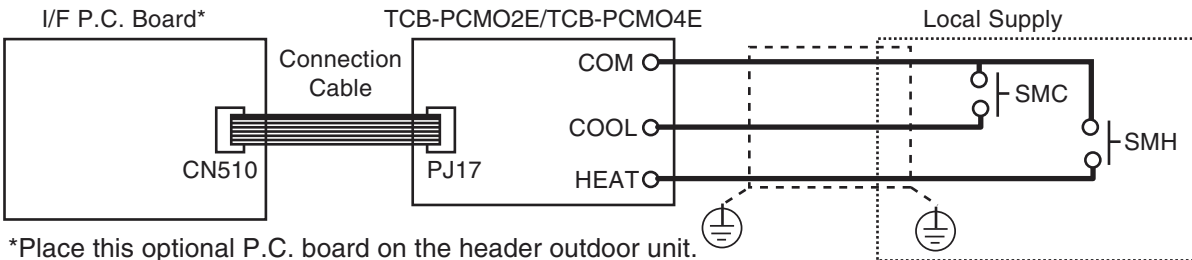 I/F P.C. Board*
TCB-PCMO2E/TCB-PCMO4E
Local Supply
Connection
Cable
COM
COOL
HEAT
SMC
SMH
CN510
PJ17
*Place this optional P.C. board on the header outdoor unit.